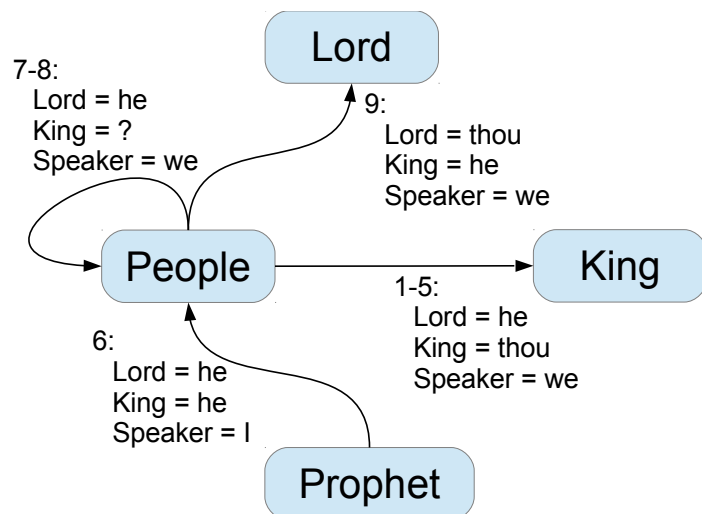 Lord
7-8:
Lord = he
King = ?
Speaker = we
9:
Lord = thou
King = he
Speaker = we
People
King
1-5:
Lord = he
King = thou
Speaker = we
6:
Lord = he
King = he
Speaker = I
Prophet